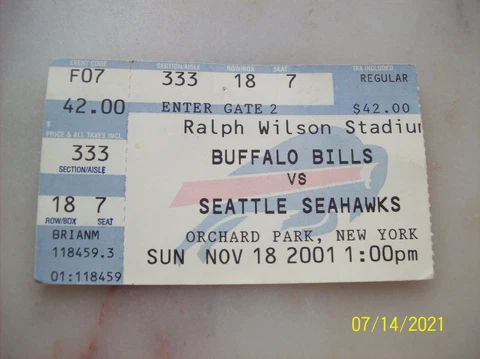 EVENT CODE SECTION/AISLE ROW/BOX SEAT TAX INCLUDED
F07 333 18 7 REGULAR
42.00 ENTER GATE 2 $42.00
PRICE & ALL TAXES INCL.
Ralph Wilson Stadiu
333 BUFFALO BILLS
SECTION/AISLE VS
18 7 SEATTLE SEAHAWKS
ROW/BOX SEAT
BRIANM ORCHARD PARK, NEW YORK
118459.3 SUN NOV 18 2001 1:00pm
01:118459
07/14/2021